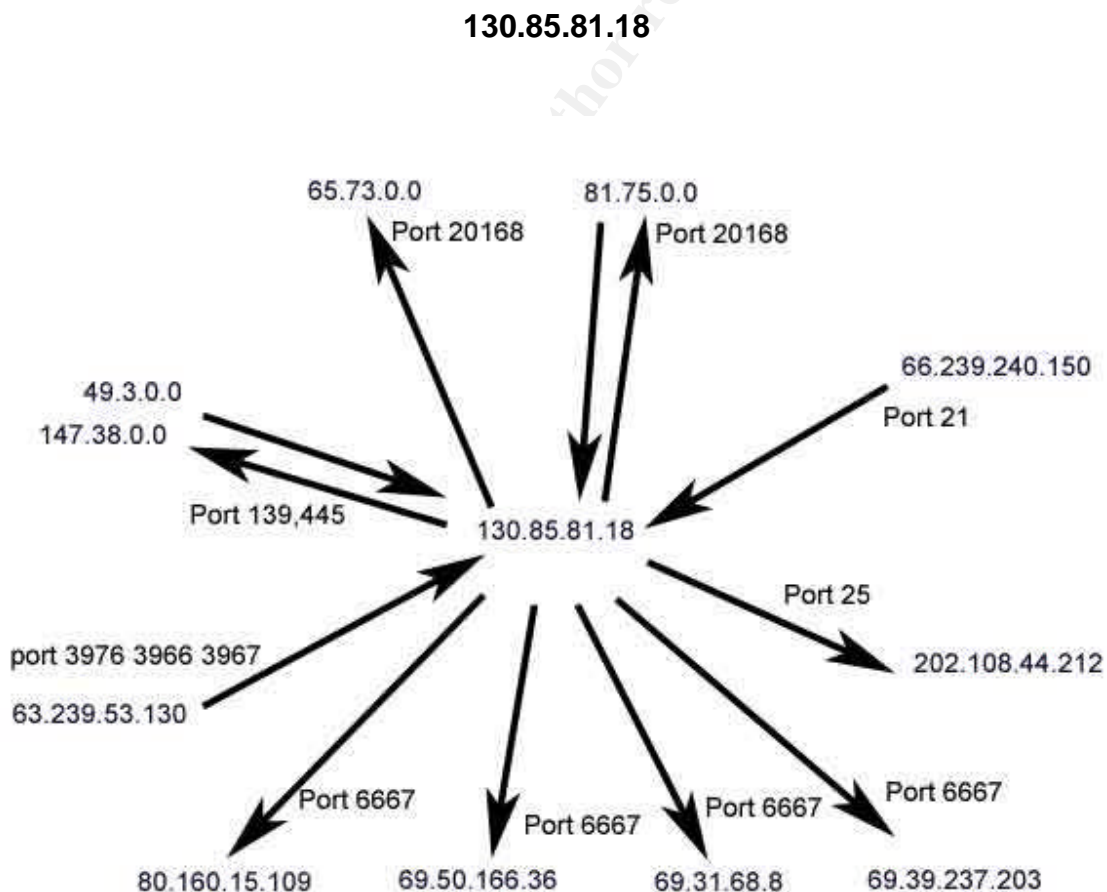 130.85.81.18
65.73.0.0
81.75.0.0
Port 20168
Port 20168
66.239.240.150
Port 21
49.3.0.0
147.38.0.0
Port 139,445
130.85.81.18
Port 25
port 3976 3966 3967
202.108.44.212
63.239.53.130
Port 6667
Port 6667
Port 6667
Port 6667
80.160.15.109
69.50.166.36
69.31.68.8
69.39.237.203